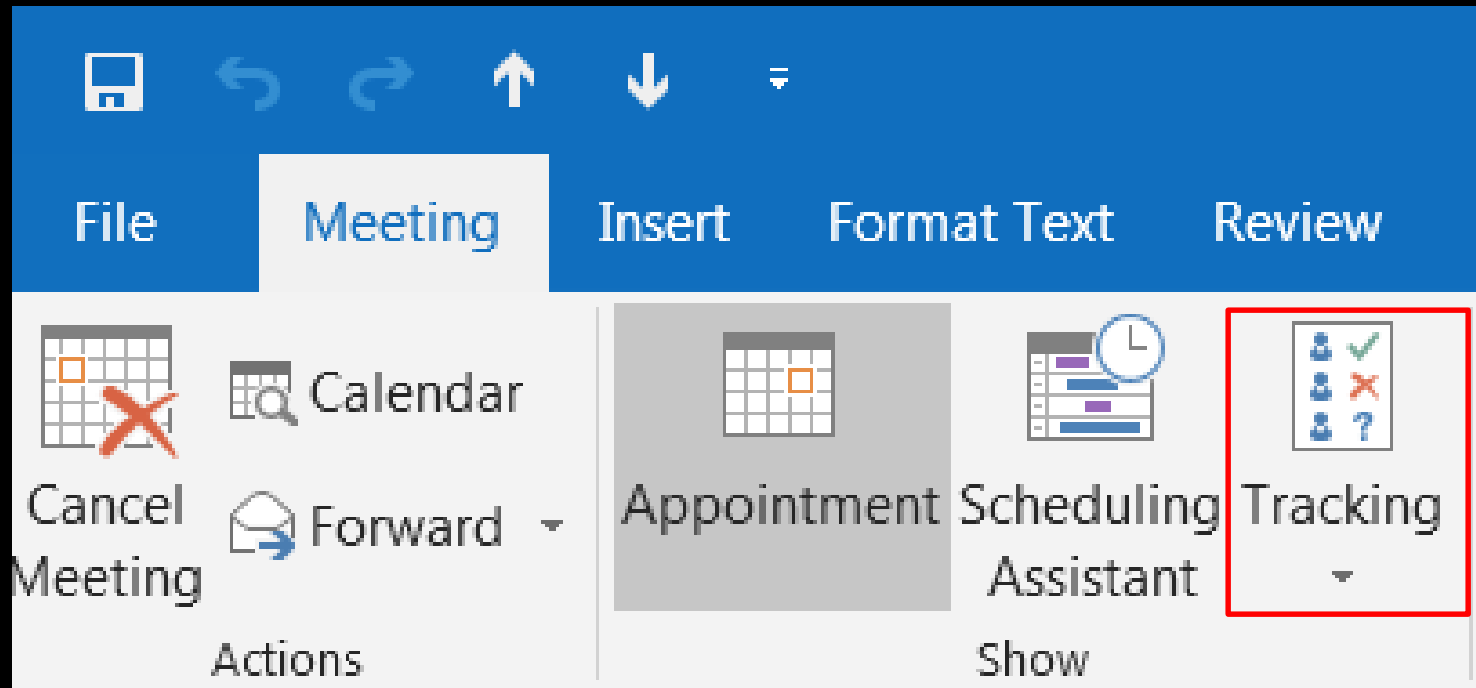 File Meeting Insert Format Text Review
Cancel Meeting
Calendar
Forward
Actions
Appointment
Scheduling Assistant
Tracking
Show